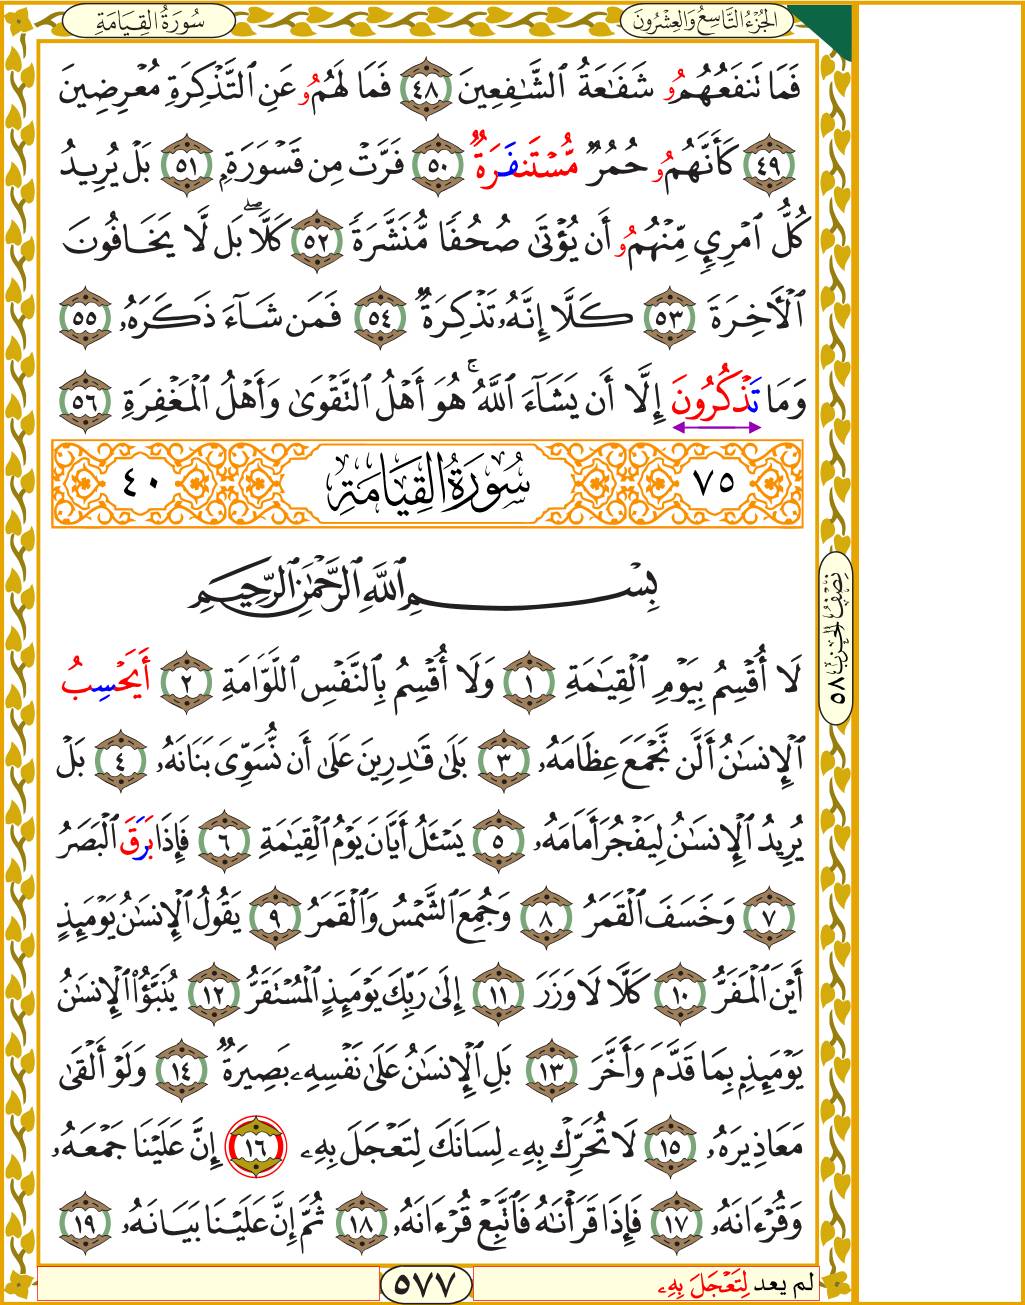 الجُزْءُ التَّاسِعُ وَالعِشْرُونَ
سُورَةُ القِيَامَةِ
فَمَا تَنفَعُهُمُۥ شَفَٰعَةُ ٱلشَّٰفِعِينَ ٤٨ فَمَا لَهُمُۥ عَنِ ٱلتَّذْكِرَةِ مُعْرِضِينَ
٤٩ كَأَنَّهُمُۥ حُمُرٌ مُّسْتَنفَرَةٌ ٥٠ فَرَّتْ مِن قَسْوَرَةِۭ ٥١ بَلْ يُرِيدُ
كُلُّ ٱمْرِيٕٖ مِّنْهُمُۥ أَن يُؤْتَىٰ صُحُفًا مُّنَشَّرَةً ٥٢ كَلَّاۖ بَل لَّا يَخَافُونَ
ٱلْأٓخِرَةَ ٥٣ كَلَّا إِنَّهُۥ تَذْكِرَةٌ ٥٤ فَمَن شَآءَ ذَكَرَهُۥ ٥٥
وَمَا تَذْكُرُونَ إِلَّا أَن يَشَآءَ ٱللَّهُۚ هُوَ أَهْلُ ٱلتَّقْوَىٰ وَأَهْلُ ٱلْمَغْفِرَةِ ٥٦
٧٥ سُورَةُ القِيَامَةِ ٤٠
بِسْمِ ٱللَّهِ ٱلرَّحْمَٰنِ ٱلرَّحِيمِ
لَا أُقْسِمُ بِيَوْمِ ٱلْقِيَٰمَةِ ١ وَلَا أُقْسِمُ بِٱلنَّفْسِ ٱللَّوَّامَةِ ٢ أَيَحْسِبُ
ٱلْإِنسَٰنُ أَلَّن نَّجْمَعَ عِظَامَهُۥ ٣ بَلَىٰ قَٰدِرِينَ عَلَىٰ أَن نُّسَوِّيَ بَنَانَهُۥ ٤ بَلْ
يُرِيدُ ٱلْإِنسَٰنُ لِيَفْجُرَ أَمَامَهُۥ ٥ يَسْـَٔلُ أَيَّانَ يَوْمُ ٱلْقِيَٰمَةِ ٦ فَإِذَا بَرَقَ ٱلْبَصَرُ
٧ وَخَسَفَ ٱلْقَمَرُ ٨ وَجُمِعَ ٱلشَّمْسُ وَٱلْقَمَرُ ٩ يَقُولُ ٱلْإِنسَٰنُ يَوْمَئِذٍ
أَيْنَ ٱلْمَفَرُّ ١٠ كَلَّا لَا وَزَرَ ١١ إِلَىٰ رَبِّكَ يَوْمَئِذٍ ٱلْمُسْتَقَرُّ ١٢ يُنَبَّؤُا۟ ٱلْإِنسَٰنُ
يَوْمَئِذِۭ بِمَا قَدَّمَ وَأَخَّرَ ١٣ بَلِ ٱلْإِنسَٰنُ عَلَىٰ نَفْسِهِۦ بَصِيرَةٌ ١٤ وَلَوْ أَلْقَىٰ
مَعَاذِيرَهُۥ ١٥ لَا تُحَرِّكْ بِهِۦ لِسَانَكَ لِتَعْجَلَ بِهِۦ ١٦ إِنَّ عَلَيْنَا جَمْعَهُۥ
وَقُرْءَانَهُۥ ١٧ فَإِذَا قَرَأْنَٰهُ فَٱتَّبِعْ قُرْءَانَهُۥ ١٨ ثُمَّ إِنَّ عَلَيْنَا بَيَانَهُۥ ١٩
نِصْفُ الحِزْبِ ٥٨
لم يعد لِتَعْجَلَ بِهِۦ
٥٧٧